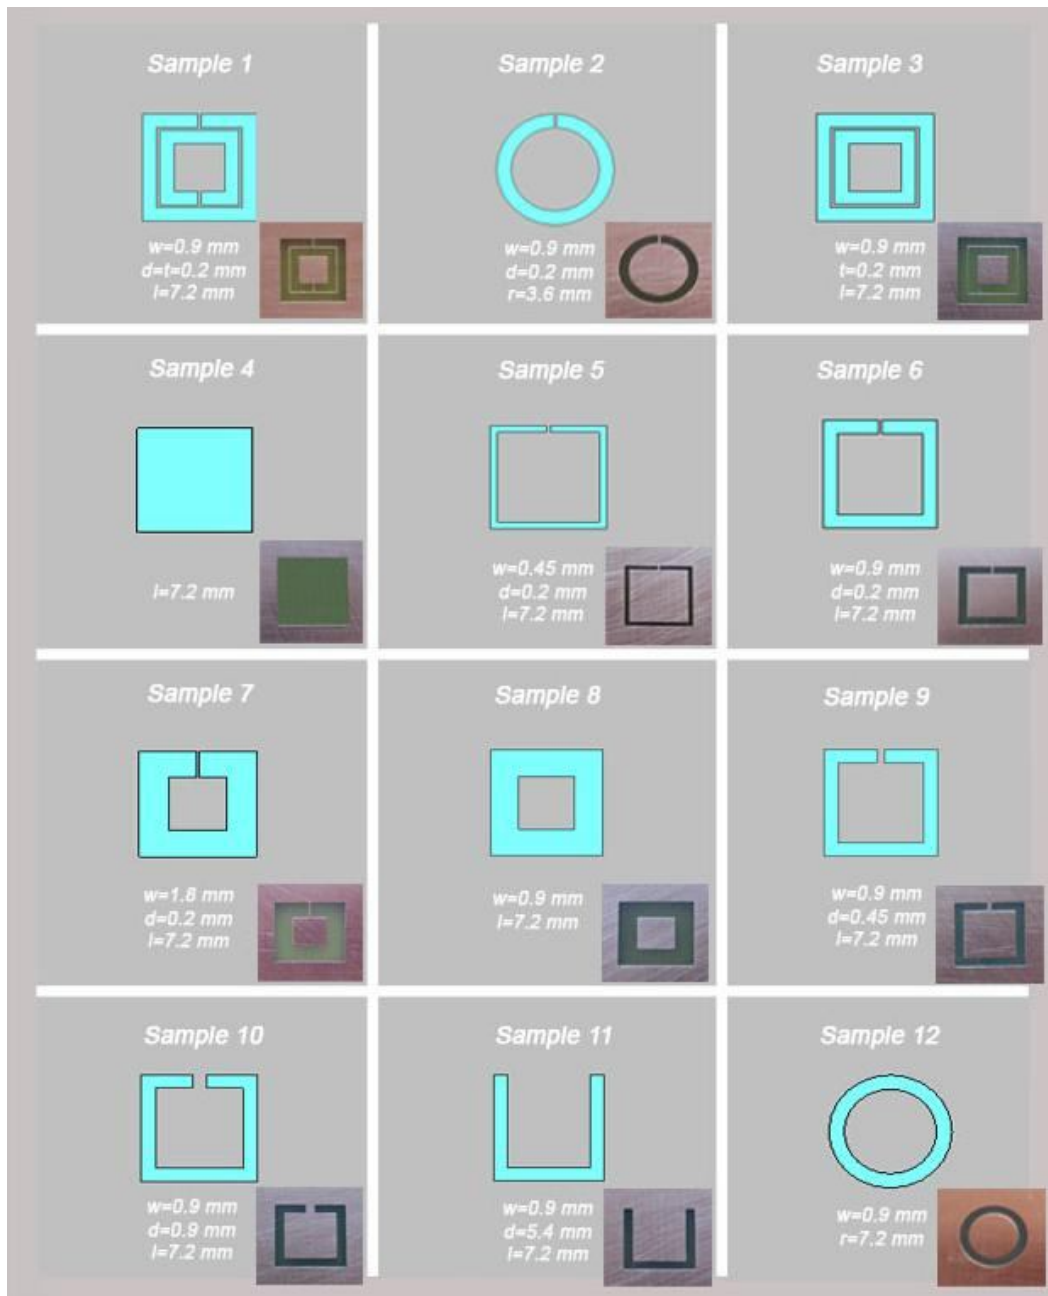 Sample 1
w=0.9 mm
d=t=0.2 mm
l=7.2 mm
Sample 2
w=0.9 mm
d=0.2 mm
r=3.6 mm
Sample 3
w=0.9 mm
t=0.2 mm
l=7.2 mm
Sample 4
l=7.2 mm
Sample 5
w=0.45 mm
d=0.2 mm
l=7.2 mm
Sample 6
w=0.9 mm
d=0.2 mm
l=7.2 mm
Sample 7
w=1.8 mm
d=0.2 mm
l=7.2 mm
Sample 8
w=0.9 mm
l=7.2 mm
Sample 9
w=0.9 mm
d=0.45 mm
l=7.2 mm
Sample 10
w=0.9 mm
d=0.9 mm
l=7.2 mm
Sample 11
w=0.9 mm
d=5.4 mm
l=7.2 mm
Sample 12
w=0.9 mm
r=7.2 mm